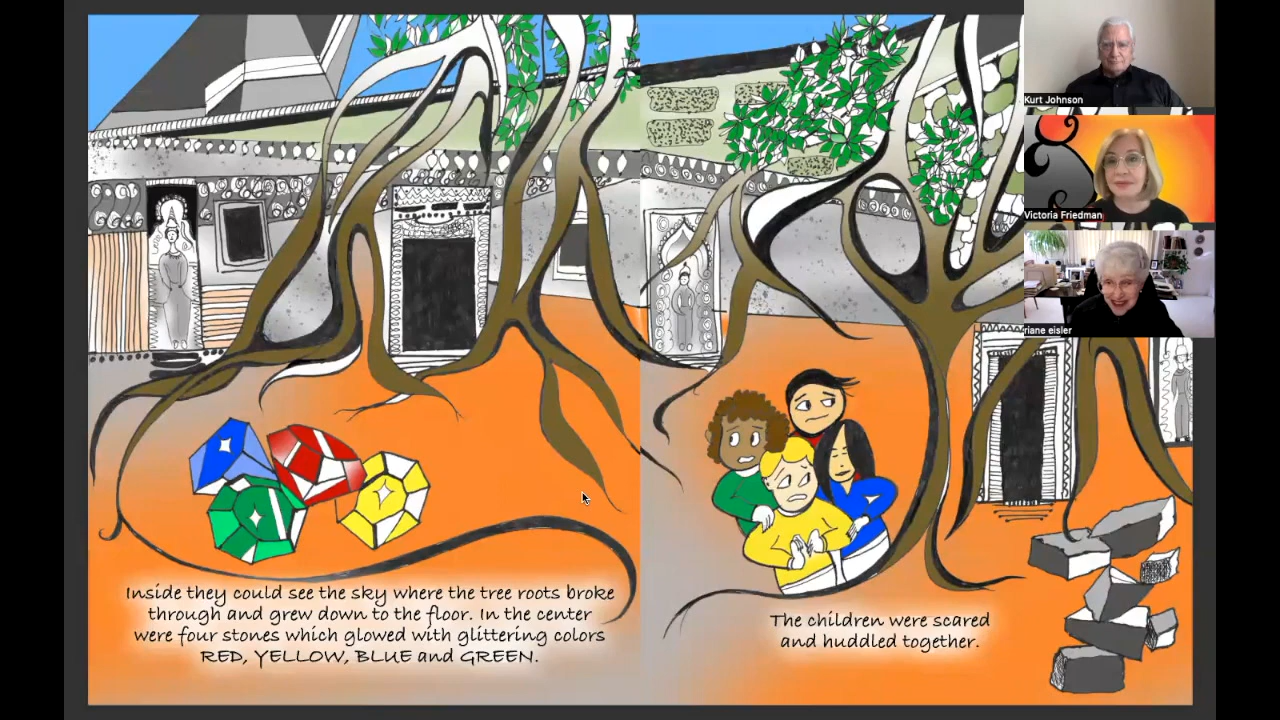 Inside they could see the sky where the tree roots broke
through and grew down to the floor. In the center
were four stones which glowed with glittering colors
RED, YELLOW, BLUE and GREEN.
The children were scared
and huddled together.
Kurt Johnson
Victoria Friedman
riane eisler